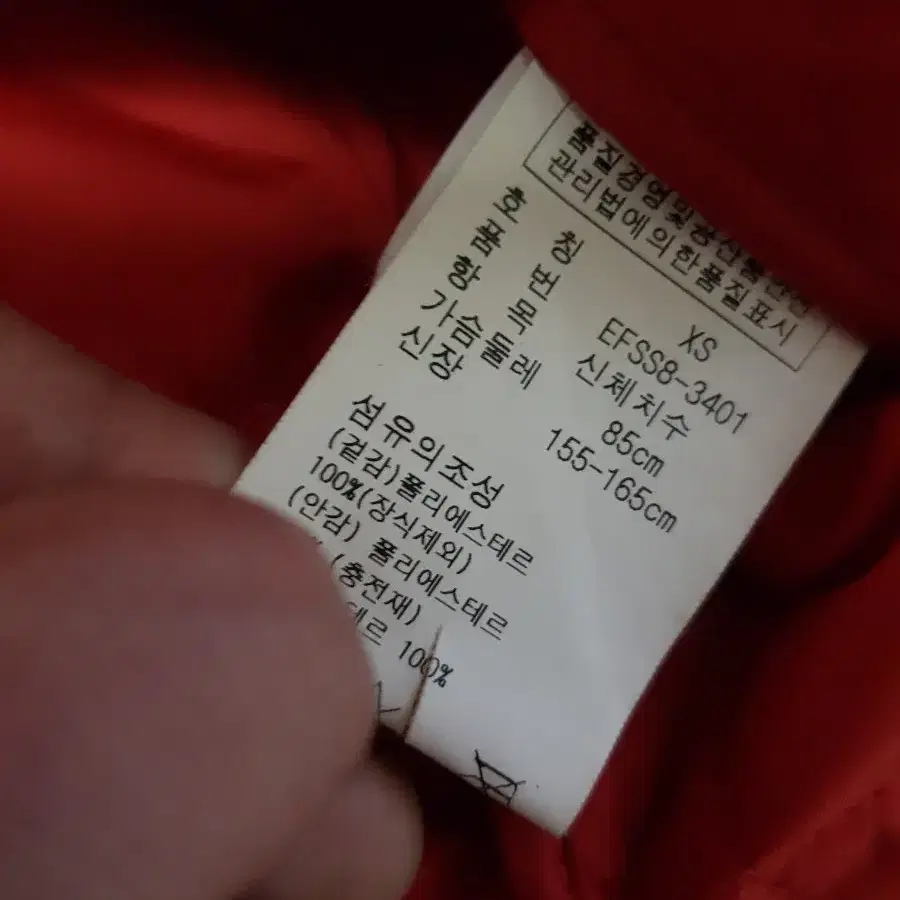 품질경영및공산품안전
관리법에의한품질표시
호 칭 XS
품 번 EFSS8-3401
항 목 신체치수
가슴둘레 85cm
신장 155-165cm
섬유의조성
(겉감)폴리에스테르
100%(장식제외)
(안감) 폴리에스테르
% (충전재)
테르 100%